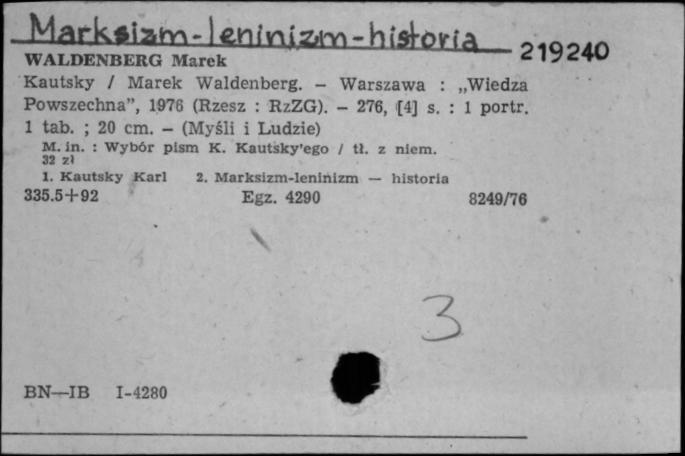 Marksizm-leninizm-historia
219240
WALDENBERG Marek
Kautsky / Marek Waldenberg. — Warszawa : „Wiedza
Powszechna”, 1976 (Rzesz : RzZG). — 276, [4] s. : 1 portr.
1 tab. ; 20 cm. — (Myśli i Ludzie)
M. in. : Wybór pism K. Kautsky'ego / tł. z niem.
32 zł
1. Kautsky Karl 2. Marksizm-leninizm — historia
335.5+92 Egz. 4290 8249/76
3
BN—IB I-4280